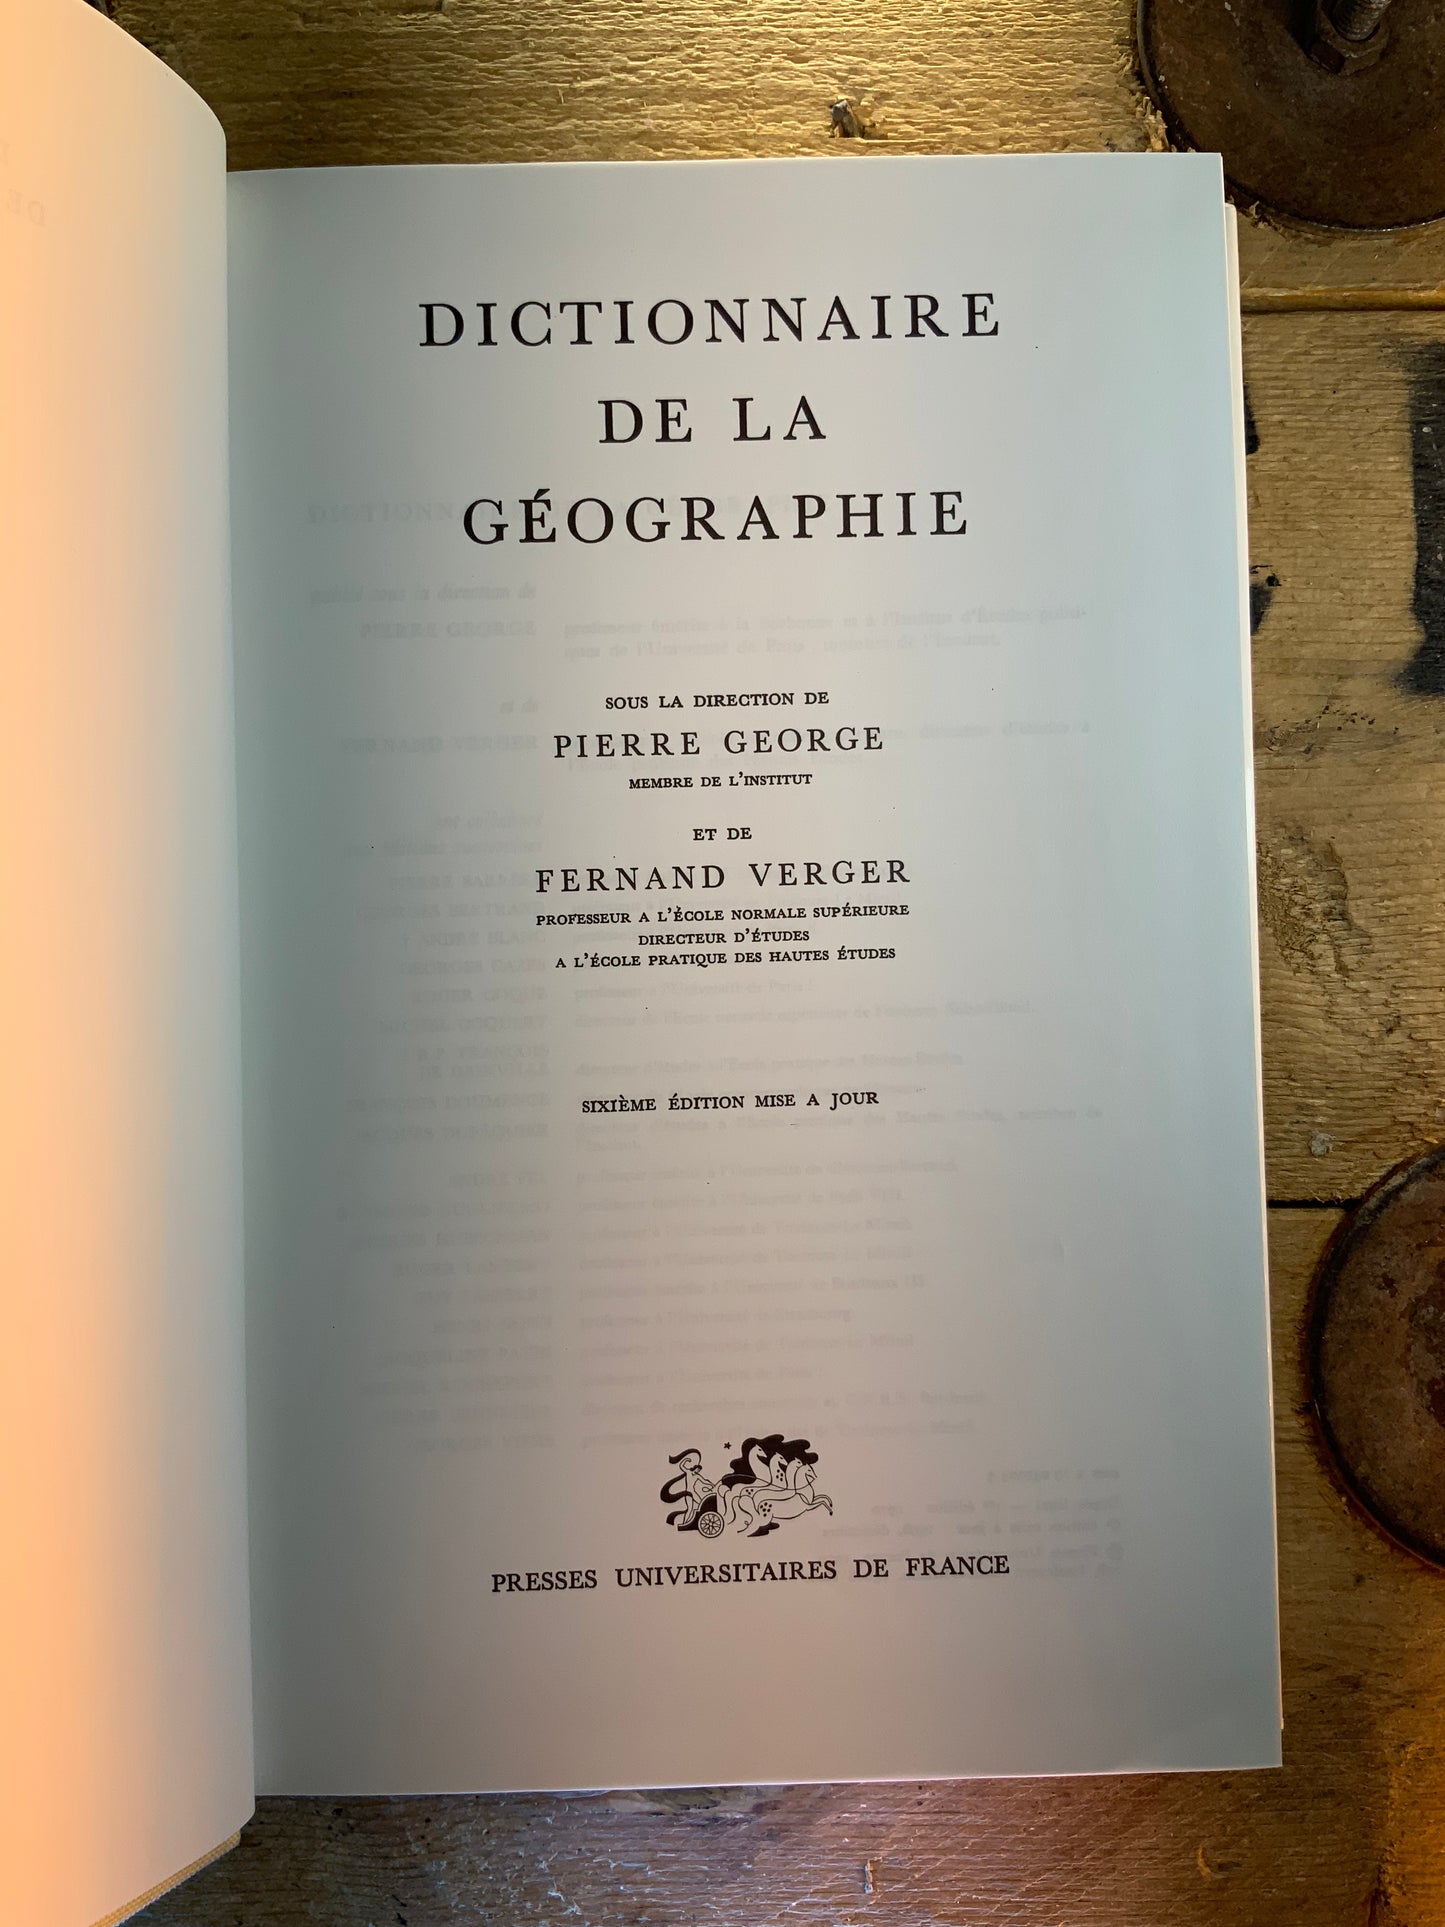 DICTIONNAIRE
DE LA
GÉOGRAPHIE
SOUS LA DIRECTION DE
PIERRE GEORGE
MEMBRE DE L'INSTITUT
ET DE
FERNAND VERGER
PROFESSEUR A L'ÉCOLE NORMALE SUPÉRIEURE
DIRECTEUR D'ÉTUDES
A L'ÉCOLE PRATIQUE DES HAUTES ÉTUDES
SIXIÈME ÉDITION MISE A JOUR
PRESSES UNIVERSITAIRES DE FRANCE